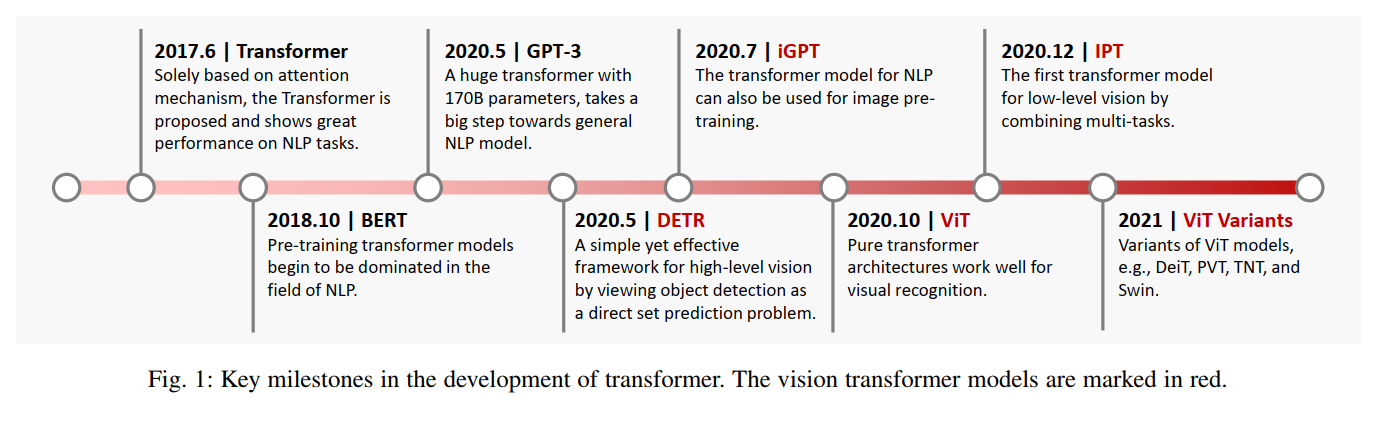 2017.6 | Transformer
Solely based on attention
mechanism, the Transformer is
proposed and shows great
performance on NLP tasks.
2020.5 | GPT-3
A huge transformer with
170B parameters, takes a
big step towards general
NLP model.
2020.7 | iGPT
The transformer model for NLP
can also be used for image pre-
training.
2020.12 | IPT
The first transformer model
for low-level vision by
combining multi-tasks.
2018.10 | BERT
Pre-training transformer models
begin to be dominated in the
field of NLP.
2020.5 | DETR
A simple yet effective
framework for high-level vision
by viewing object detection as
a direct set prediction problem.
2020.10 | ViT
Pure transformer
architectures work well for
visual recognition.
2021 | ViT Variants
Variants of ViT models,
e.g., DeiT, PVT, TNT, and
Swin.
Fig. 1: Key milestones in the development of transformer. The vision transformer models are marked in red.